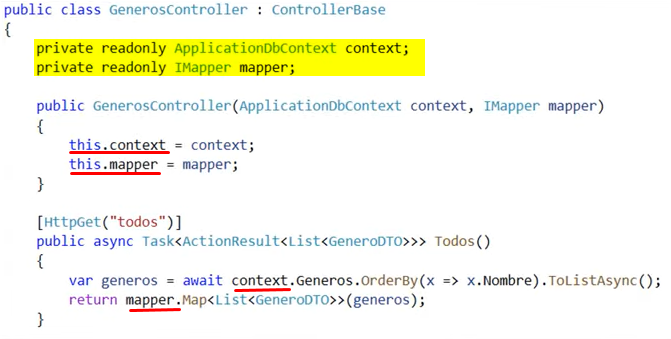 public class GenerosController : ControllerBase
{
private readonly ApplicationDbContext context;
private readonly IMapper mapper;
public GenerosController(ApplicationDbContext context, IMapper mapper)
{
this.context = context;
this.mapper = mapper;
}
[HttpGet("todos")]
public async Task<ActionResult<List<GeneroDTO>>> Todos()
{
var generos = await context.Generos.OrderBy(x => x.Nombre).ToListAsync();
return mapper.Map<List<GeneroDTO>>(generos);
}